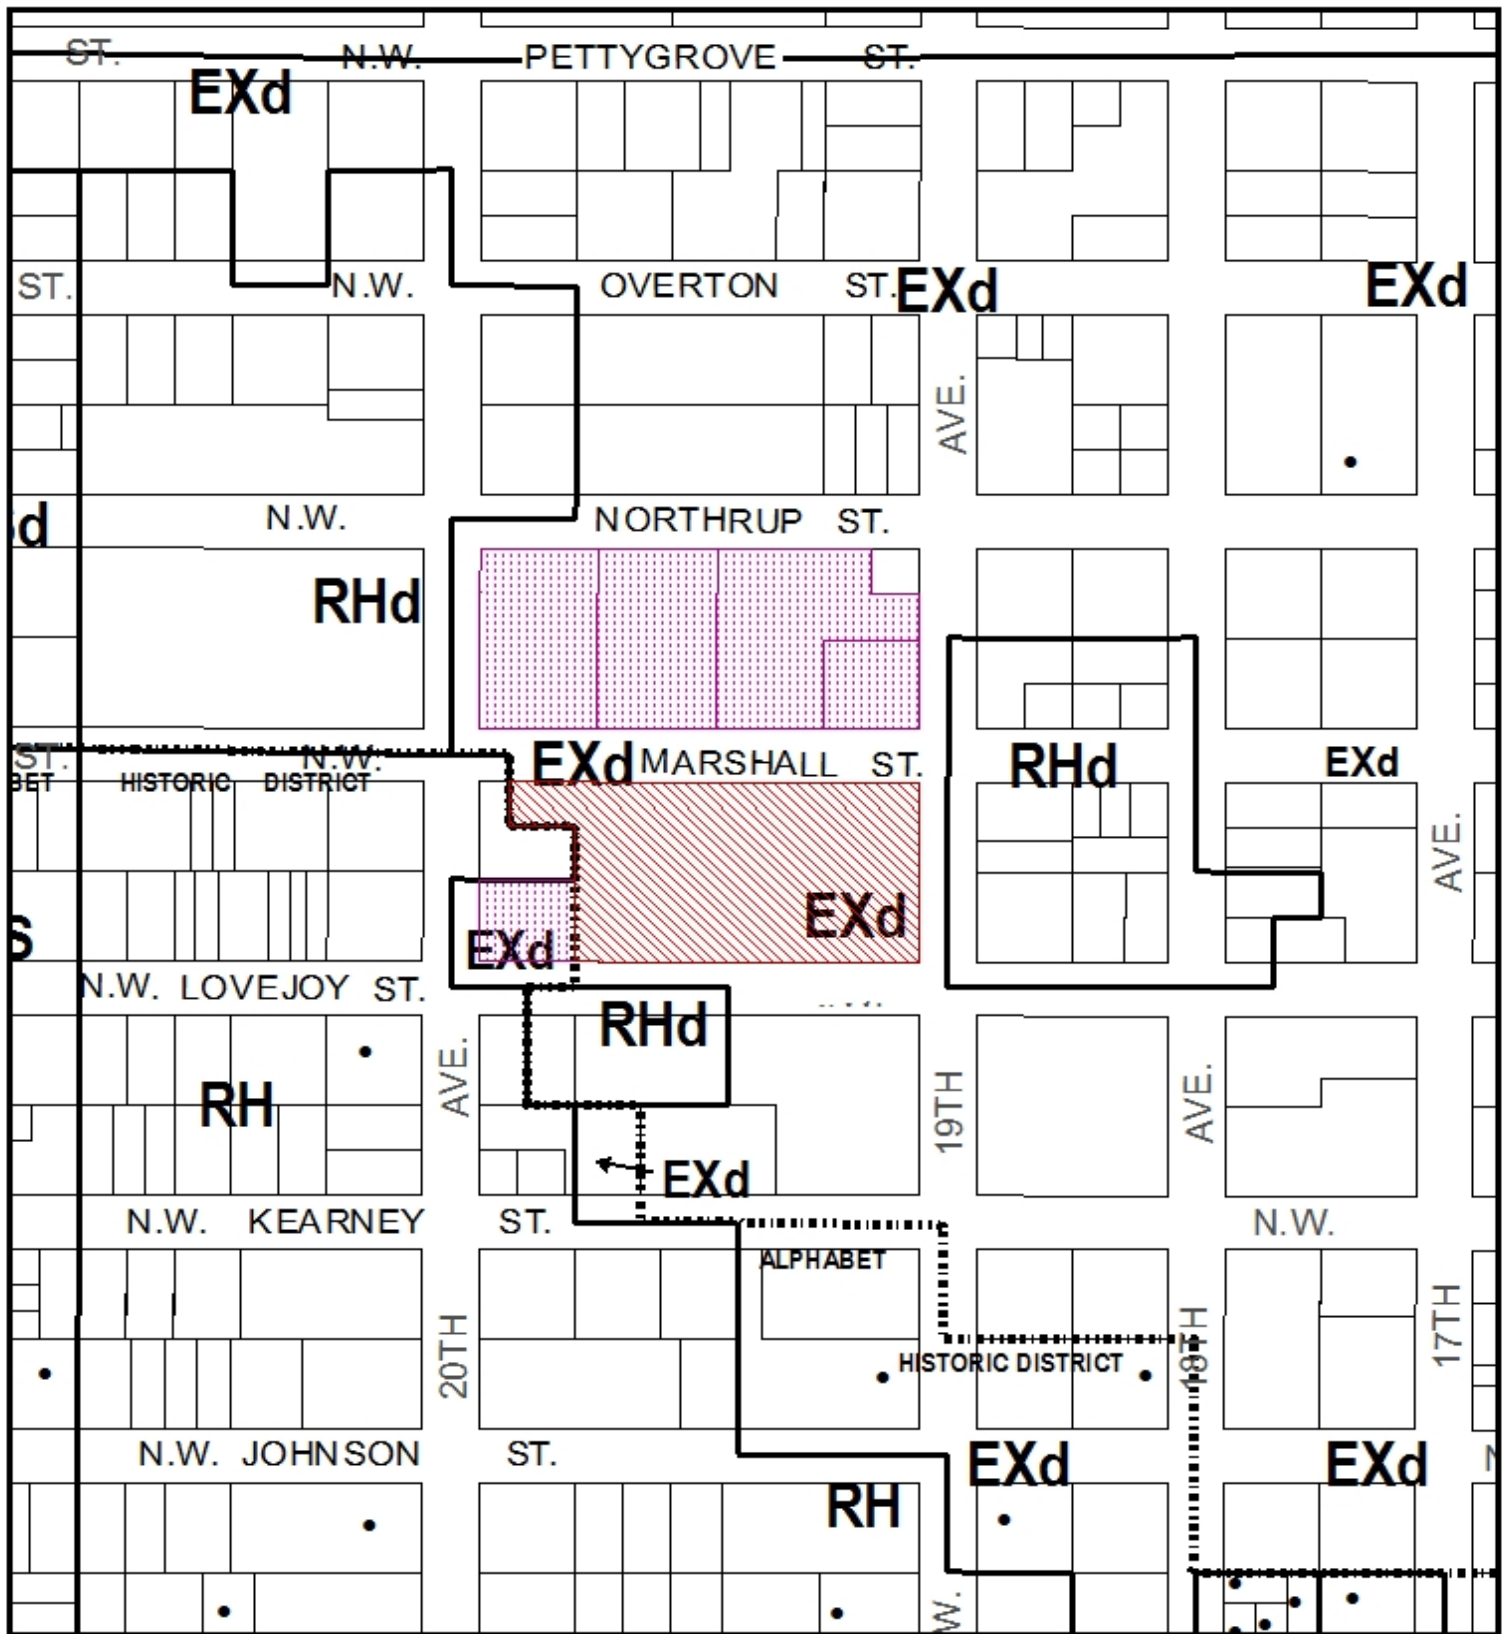 ST. N.W. PETTYGROVE ST.
EXd
ST. N.W. OVERTON ST. EXd EXd
AVE.
d N.W. NORTHRUP ST.
RHd
ST. N.W. EXd MARSHALL ST. RHd EXd
BET HISTORIC DISTRICT
AVE.
S EXd EXd
N.W. LOVEJOY ST.
RHd
RH AVE. 19TH AVE.
EXd
N.W. KEARNEY ST. N.W.
ALPHABET
20TH 18TH 17TH
HISTORIC DISTRICT
N.W. JOHNSON ST. EXd EXd N
RH
W.